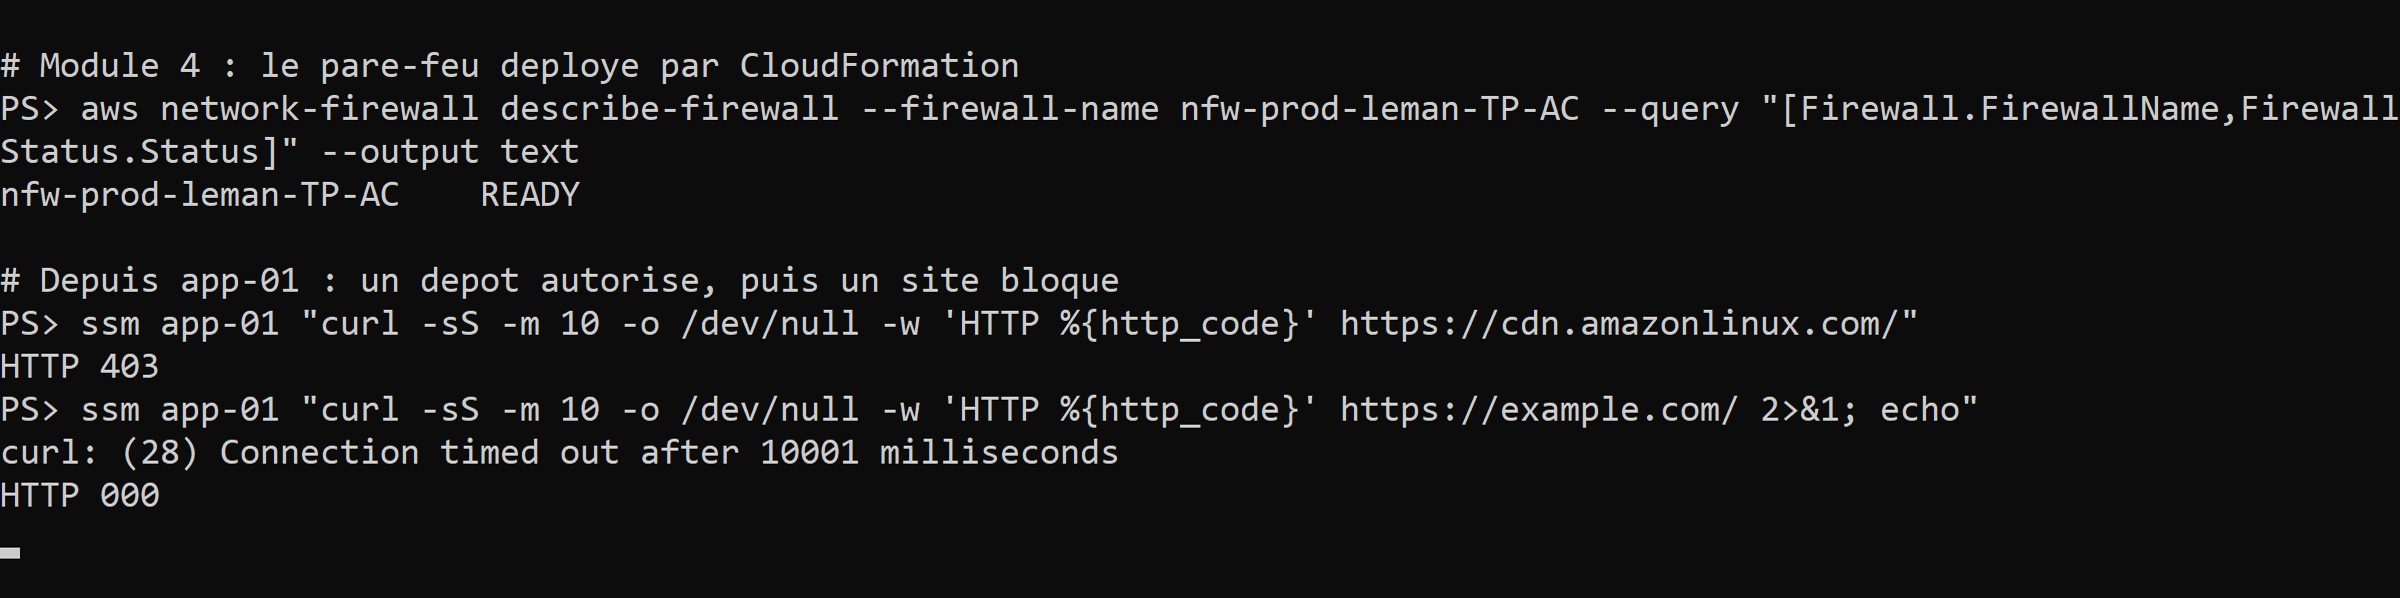 # Module 4 : le pare-feu deploye par CloudFormation
PS> aws network-firewall describe-firewall --firewall-name nfw-prod-leman-TP-AC --query "[Firewall.FirewallName,Firewall
Status.Status]" --output text
nfw-prod-leman-TP-AC    READY
# Depuis app-01 : un depot autorise, puis un site bloque
PS> ssm app-01 "curl -sS -m 10 -o /dev/null -w 'HTTP %{http_code}' https://cdn.amazonlinux.com/"
HTTP 403
PS> ssm app-01 "curl -sS -m 10 -o /dev/null -w 'HTTP %{http_code}' https://example.com/ 2>&1; echo"
curl: (28) Connection timed out after 10001 milliseconds
HTTP 000